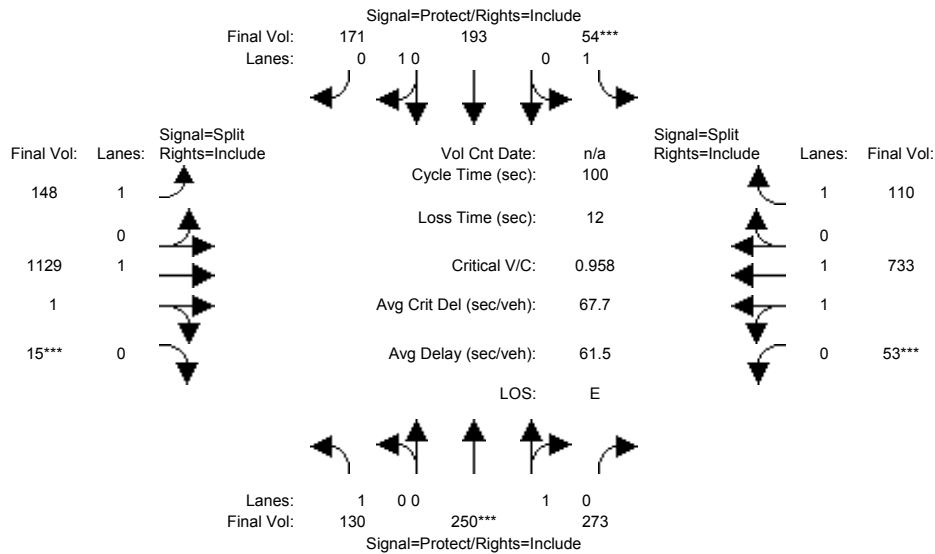 Signal=Protect/Rights=Include
Final Vol: 171 193 54***
Lanes: 0 1 0 0 1
Signal=Split
Final Vol: Lanes: Rights=Include
Vol Cnt Date: n/a
Signal=Split
Rights=Include Lanes: Final Vol:
Cycle Time (sec): 100
148 1
1 110
Loss Time (sec): 12
0
0
1129 1
Critical V/C: 0.958
1 733
1
Avg Crit Del (sec/veh): 67.7
1
15*** 0
Avg Delay (sec/veh): 61.5
0 53***
LOS: E
Lanes: 1 0 0 1 0
Final Vol: 130 250*** 273
Signal=Protect/Rights=Include